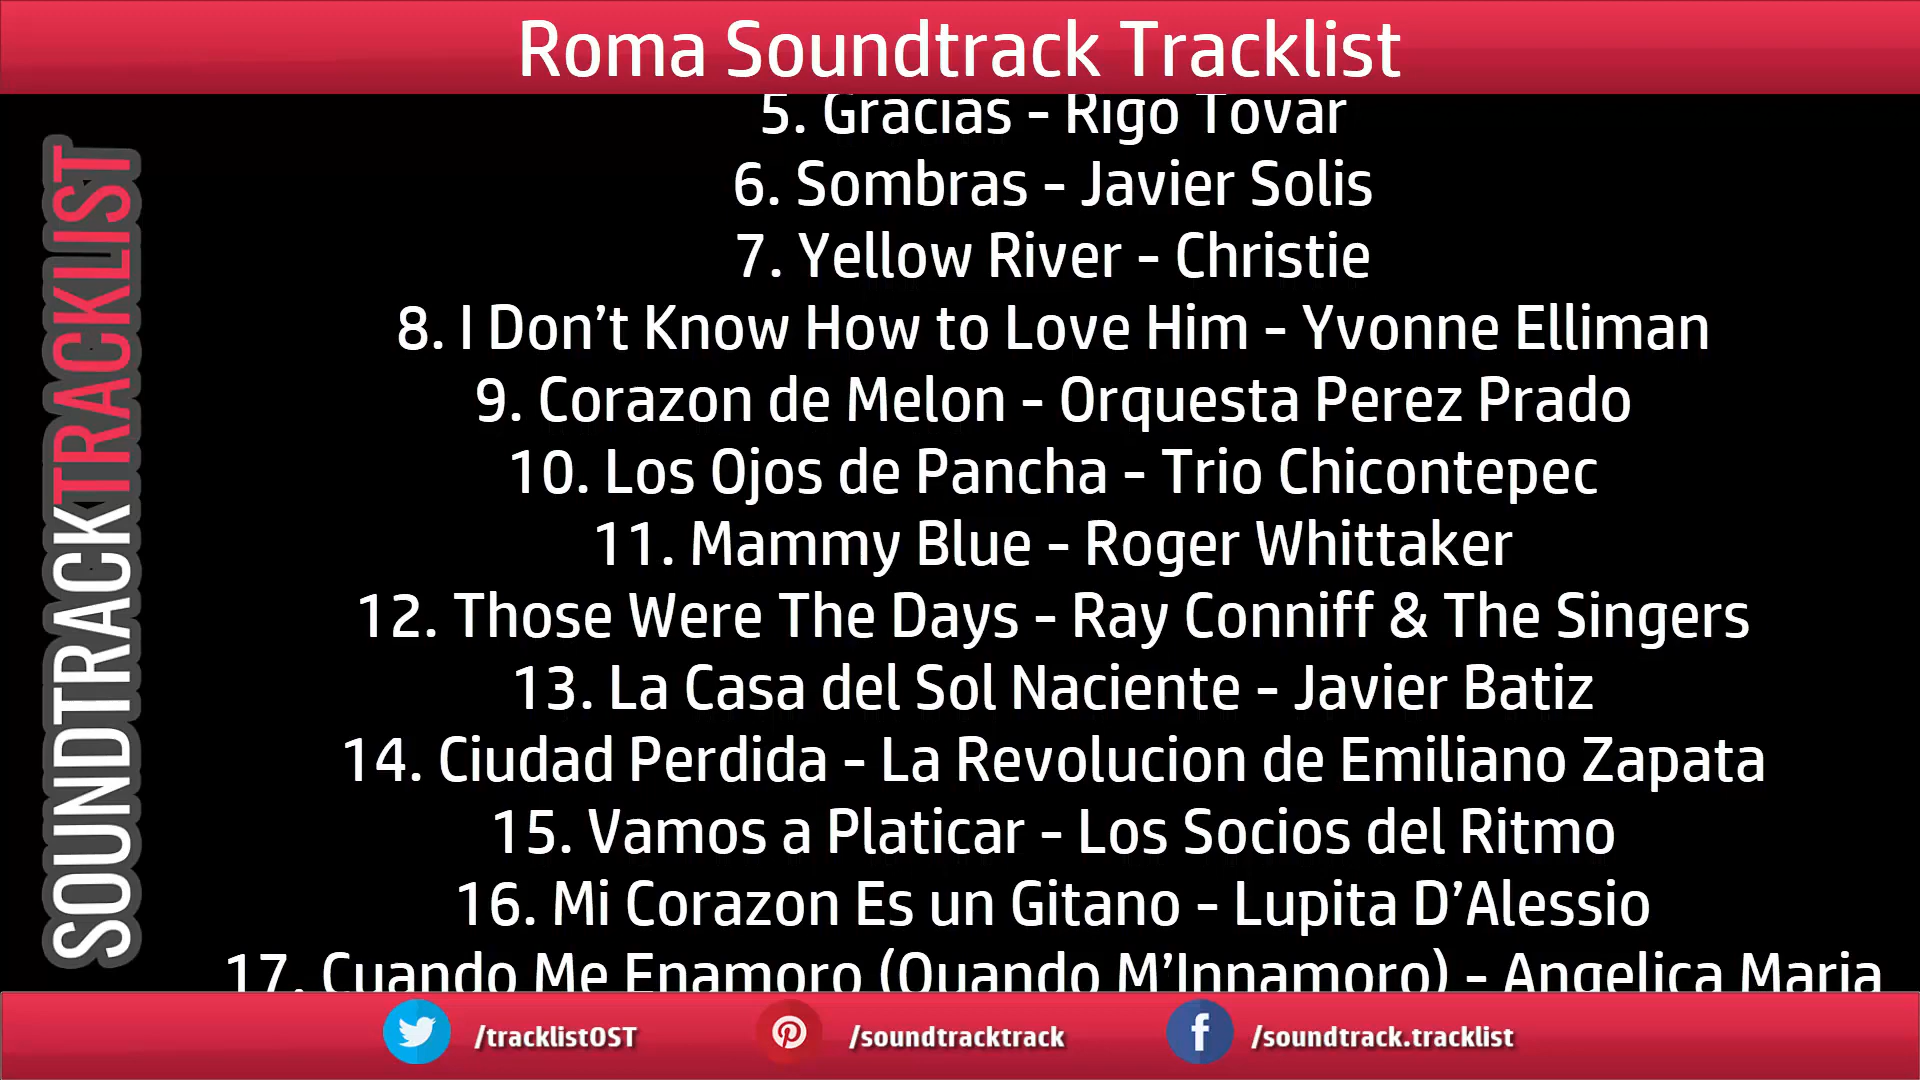 Roma Soundtrack Tracklist
5. Gracias - Rigo Tovar
6. Sombras - Javier Solis
7. Yellow River - Christie
8. I Don’t Know How to Love Him - Yvonne Elliman
9. Corazon de Melon - Orquesta Perez Prado
10. Los Ojos de Pancha - Trio Chicontepec
11. Mammy Blue - Roger Whittaker
12. Those Were The Days - Ray Conniff & The Singers
13. La Casa del Sol Naciente - Javier Batiz
14. Ciudad Perdida - La Revolucion de Emiliano Zapata
15. Vamos a Platicar - Los Socios del Ritmo
16. Mi Corazon Es un Gitano - Lupita D’Alessio
17. Cuando Me Enamoro (Quando M’Innamoro) - Angelica Maria
SOUNDTRACKTRACKLIST
/tracklistOST
/soundtracktrack
/soundtrack.tracklist